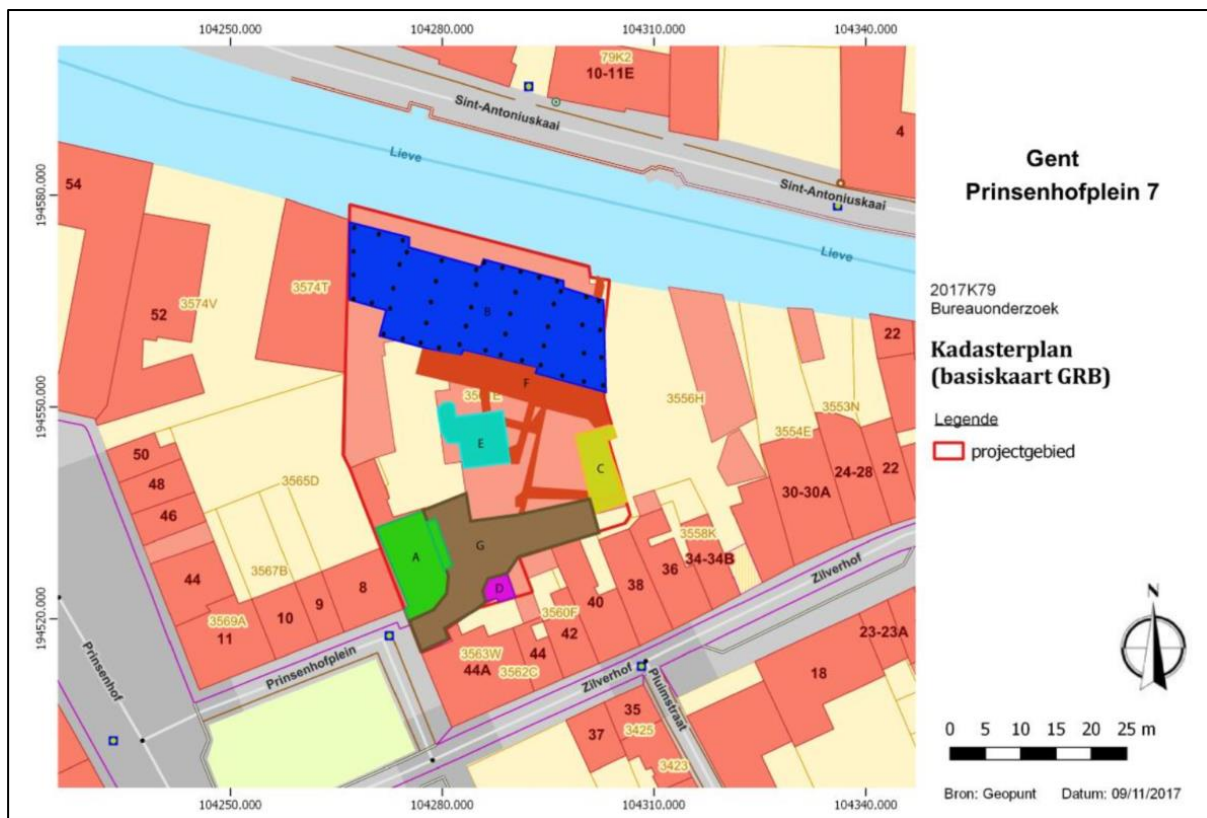 104250.000
104280.000
104310.000
104340.000
79K2
10-11E
4
Sint-Antoniuskaai
Sint-Antoniuskaai
Lieve
Lieve
194580.000
194550.000
194520.000
54
52
3574V
3574T
B
F
3556H
3553N
3554E
22
22
24-28
30-30A
E
C
50
48
46
44
3565D
3567B
3569A
11
10
9
8
A
G
D
3558K
34-34B
36
38
40
3560F
42
44
3563W
3562C
44A
Zilverhof
Zilverhof
Prinsenhofplein
Prinsenhof
Pluimstraat
23-23A
18
35
3425
37
3423
104250.000
104280.000
104310.000
104340.000
Gent
Prinsenhofplein 7
2017K79
Bureauonderzoek
Kadasterplan
(basiskaart GRB)
Legende
projectgebied
N
0 5 10 15 20 25 m
Bron: Geopunt Datum: 09/11/2017